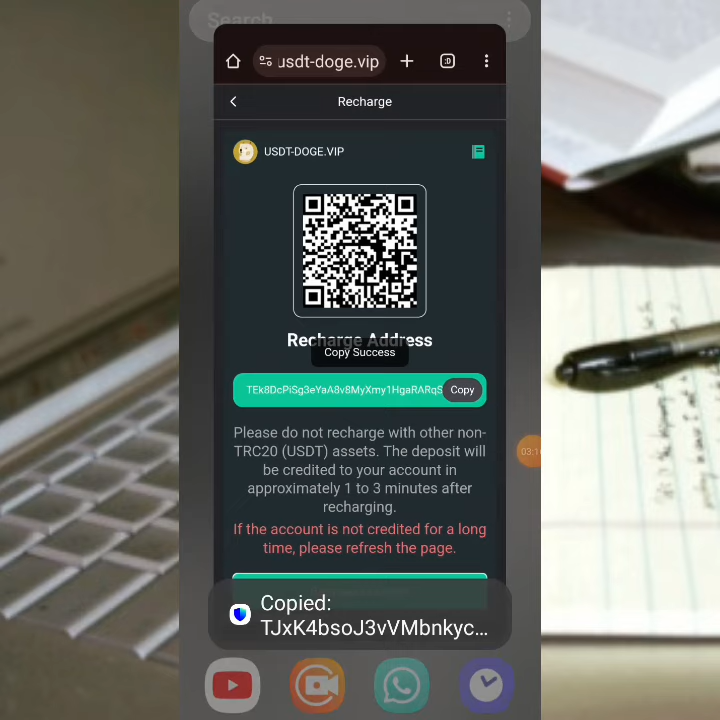 Search
usdt-doge.vip
:D
Recharge
USDT-DOGE.VIP
Recharge Address
Copy Success
TEk8DcPiSg3eYaA8v8MyXmy1HgaRARqS
Copy
Please do not recharge with other non-
TRC20 (USDT) assets. The deposit will
be credited to your account in
approximately 1 to 3 minutes after
recharging.
If the account is not credited for a long
time, please refresh the page.
Copied:
TJxK4bsoJ3vVMbnkyc...